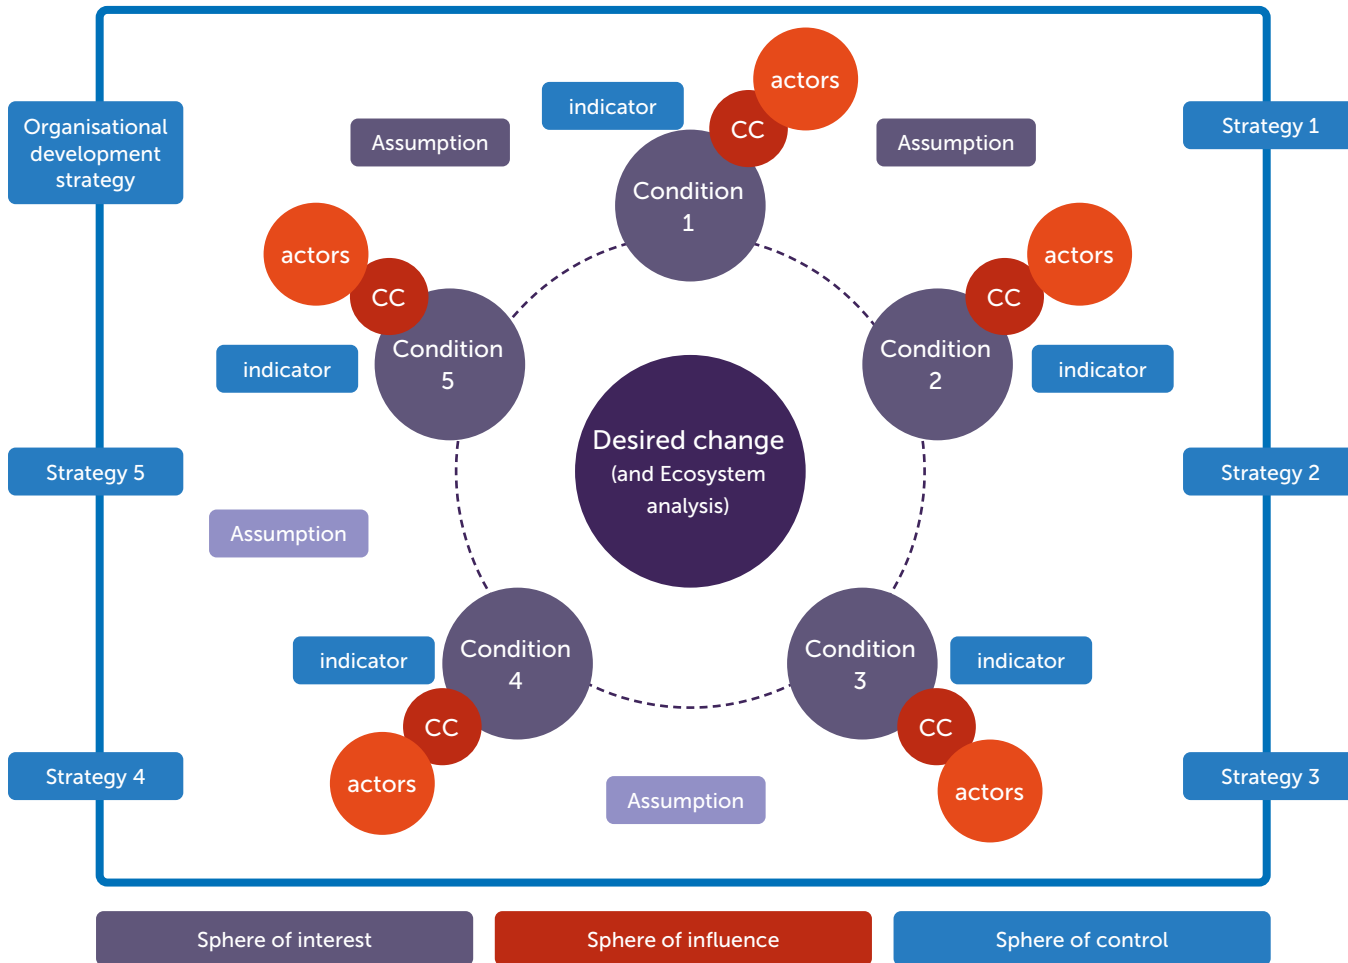 actors
indicator
CC
Assumption
Assumption
Condition
1
Organisational
development
strategy
Strategy 1
actors
CC
Condition
5
indicator
actors
CC
Condition
2
indicator
Desired change
(and Ecosystem
analysis)
Strategy 5
Strategy 2
Assumption
indicator
Condition
4
CC
actors
Condition
3
indicator
CC
actors
Strategy 4
Assumption
Strategy 3
Sphere of interest
Sphere of influence
Sphere of control